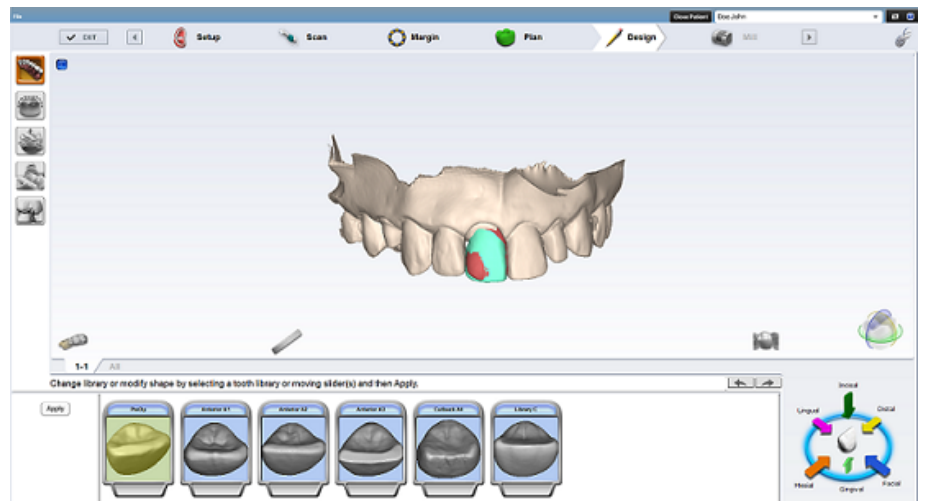 File
Close Patient Doe John
EXIT Setup Scan Margin Plan Design Mill
1-1 All
Change library or modify shape by selecting a tooth library or moving slider(s) and then Apply.
Apply
PreOp Anterior A1 Anterior A2 Anterior A3 Cutback A4 Library C
Incisal
Lingual Distal
Mesial Facial
Gingival